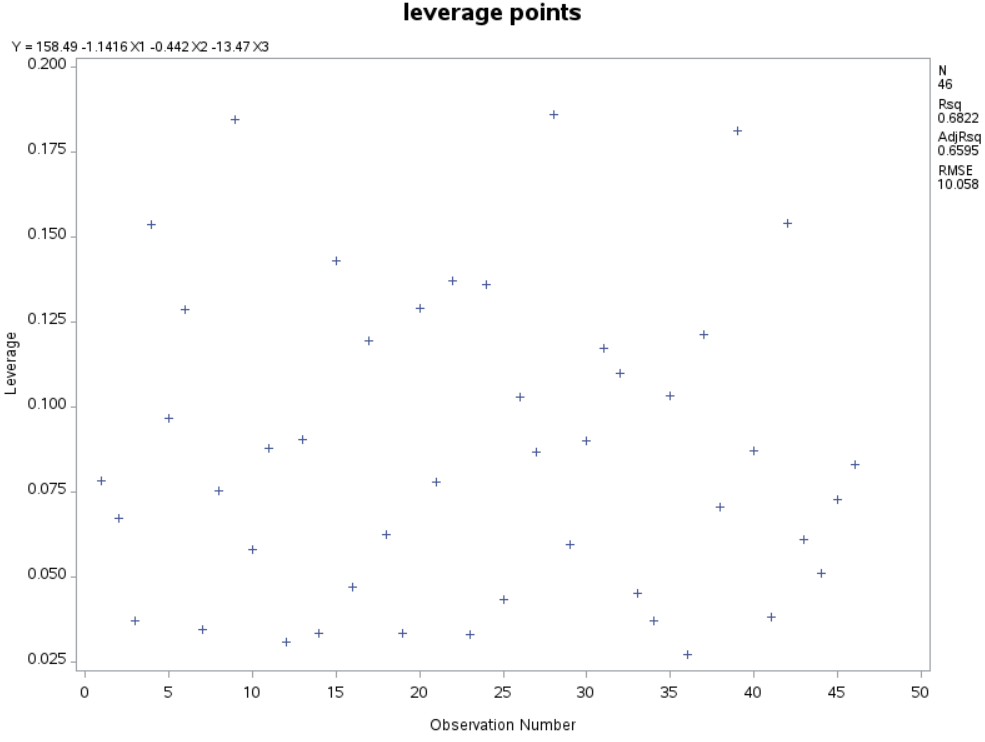 leverage points
Y = 158.49 -1.1416 X1 -0.442 X2 -13.47 X3
0.200
0.175
0.150
0.125
0.100
0.075
0.050
0.025
Leverage
0 5 10 15 20 25 30 35 40 45 50
Observation Number
N
46
Rsq
0.6822
AdjRsq
0.6595
RMSE
10.058